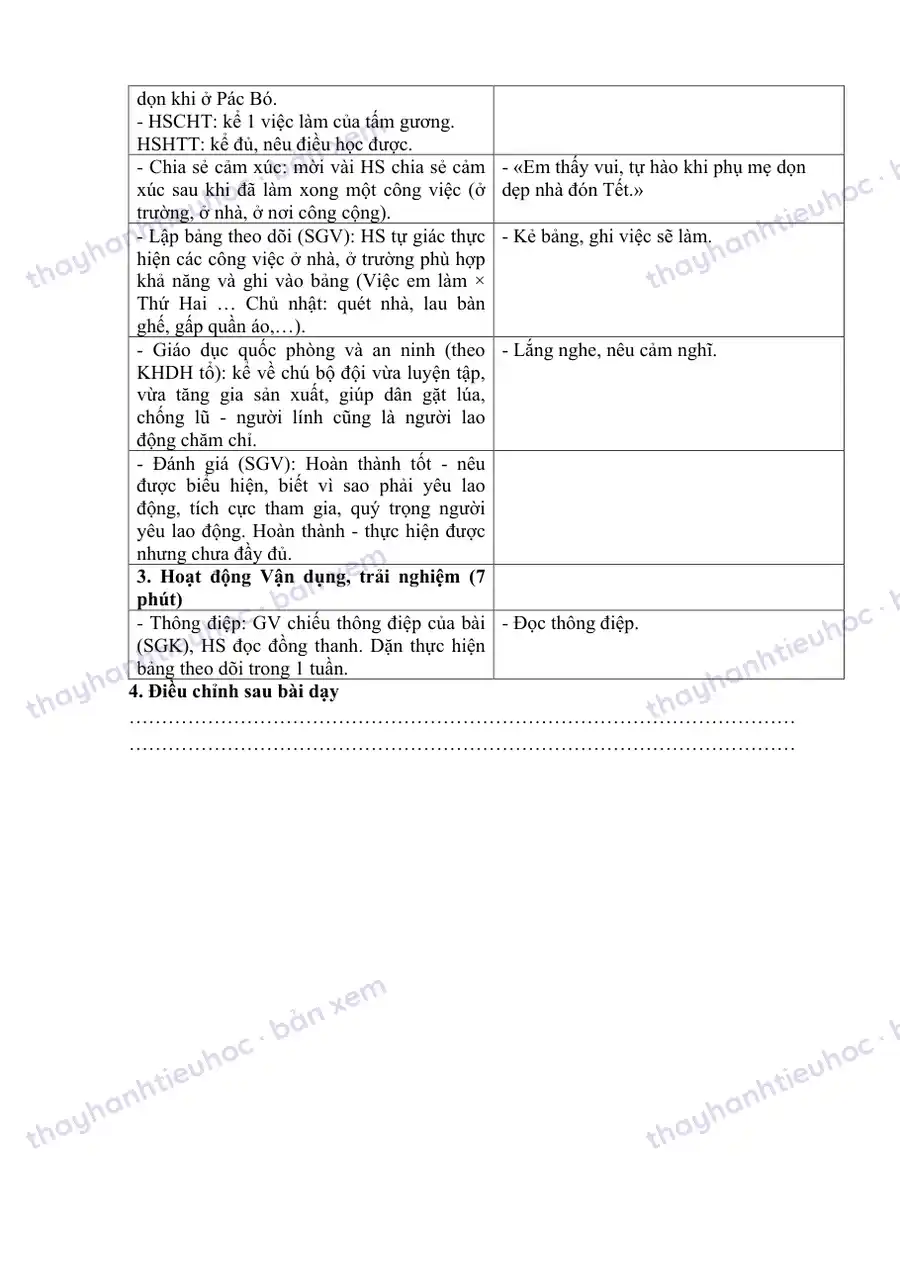 dọn khi ở Pác Bó.
- HSCHT: kể 1 việc làm của tấm gương.
HSHTT: kể đủ, nêu điều học được.
- Chia sẻ cảm xúc: mời vài HS chia sẻ cảm
xúc sau khi đã làm xong một công việc (ở
trường, ở nhà, ở nơi công cộng).
- «Em thấy vui, tự hào khi phụ mẹ dọn
dẹp nhà đón Tết.»
- Lập bảng theo dõi (SGV): HS tự giác thực
hiện các công việc ở nhà, ở trường phù hợp
khả năng và ghi vào bảng (Việc em làm ×
Thứ Hai … Chủ nhật: quét nhà, lau bàn
ghế, gấp quần áo,…).
- Kẻ bảng, ghi việc sẽ làm.
- Giáo dục quốc phòng và an ninh (theo
KHDH tổ): kể về chú bộ đội vừa luyện tập,
vừa tăng gia sản xuất, giúp dân gặt lúa,
chống lũ - người lính cũng là người lao
động chăm chỉ.
- Lắng nghe, nêu cảm nghĩ.
- Đánh giá (SGV): Hoàn thành tốt - nêu
được biểu hiện, biết vì sao phải yêu lao
động, tích cực tham gia, quý trọng người
yêu lao động. Hoàn thành - thực hiện được
nhưng chưa đầy đủ.
3. Hoạt động Vận dụng, trải nghiệm (7
phút)
- Thông điệp: GV chiếu thông điệp của bài
(SGK), HS đọc đồng thanh. Dặn thực hiện
bảng theo dõi trong 1 tuần.
- Đọc thông điệp.
4. Điều chỉnh sau bài dạy
…………………………………………………………………………………………
…………………………………………………………………………………………
thayhanhtieuhoc · bản xem
thayhanhtieuhoc · b
thayhanhtieuhoc · bản xem
thayhanhtieuhoc · b
thayhanhtieuhoc · bản xem
thayhanhtieuhoc · b